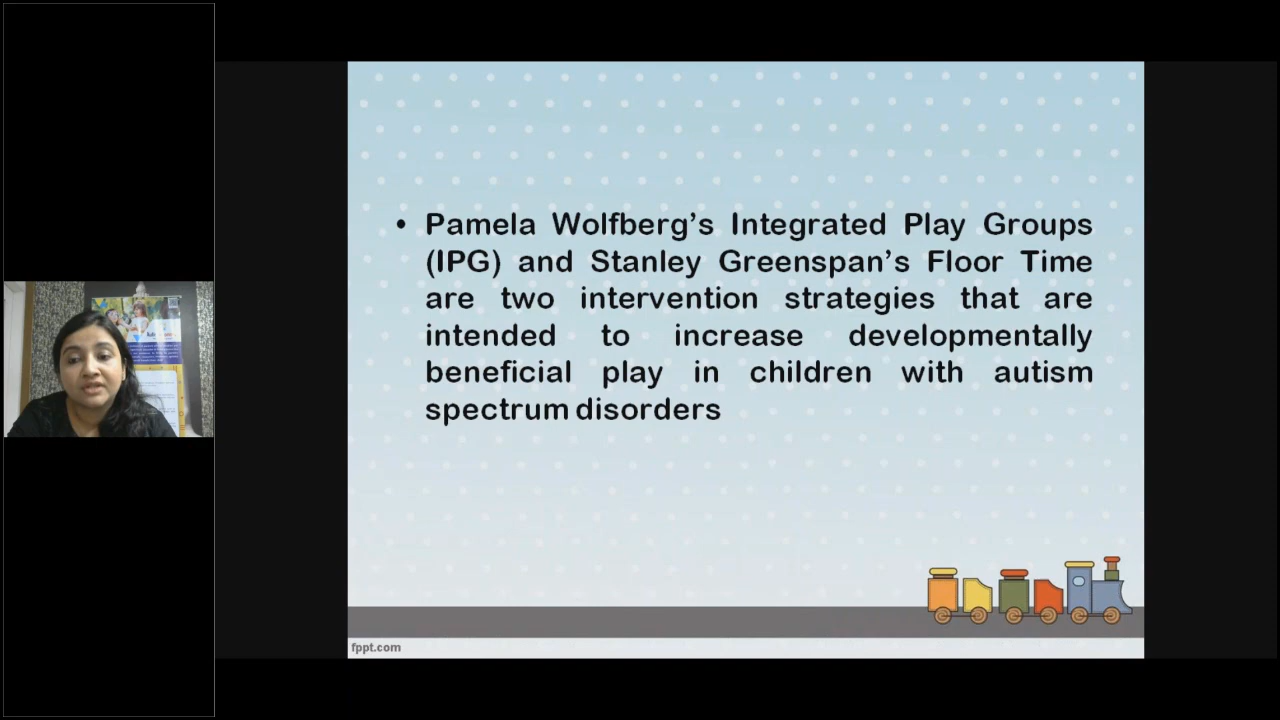 • Pamela Wolfberg’s Integrated Play Groups
(IPG) and Stanley Greenspan’s Floor Time
are two intervention strategies that are
intended to increase developmentally
beneficial play in children with autism
spectrum disorders
fppt.com